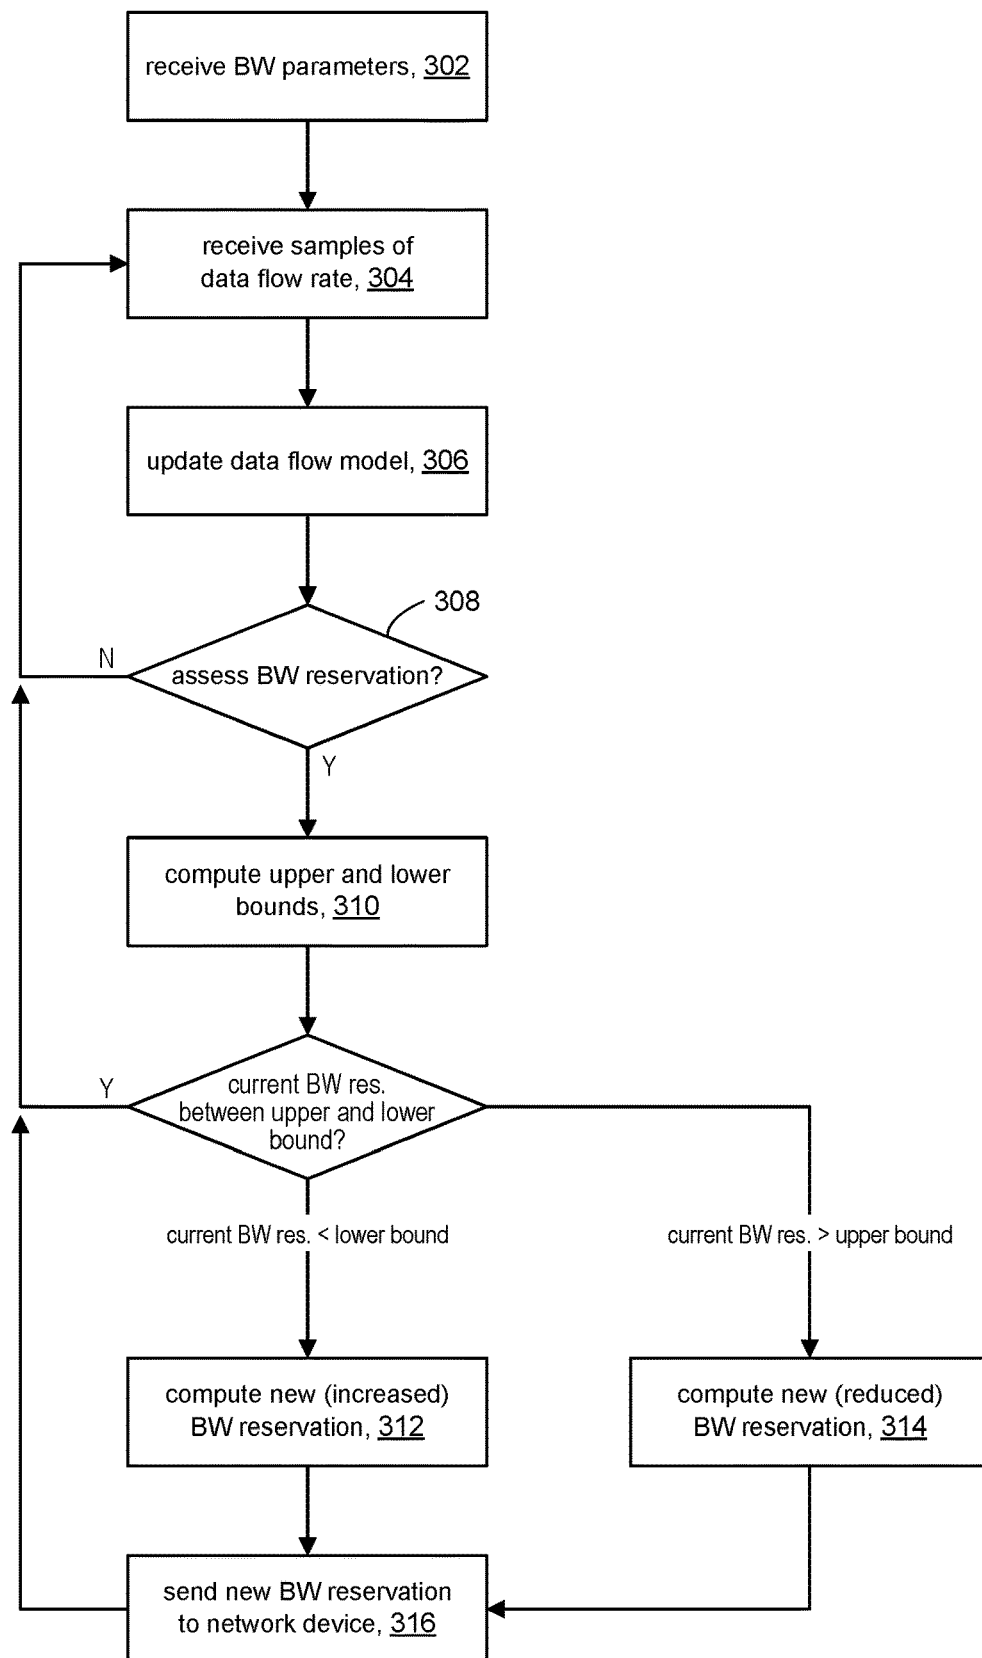 receive BW parameters, 302
receive samples of
data flow rate, 304
update data flow model, 306
308
assess BW reservation?
N
Y
compute upper and lower
bounds, 310
current BW res.
between upper and lower
bound?
Y
current BW res. < lower bound
current BW res. > upper bound
compute new (increased)
BW reservation, 312
compute new (reduced)
BW reservation, 314
send new BW reservation
to network device, 316